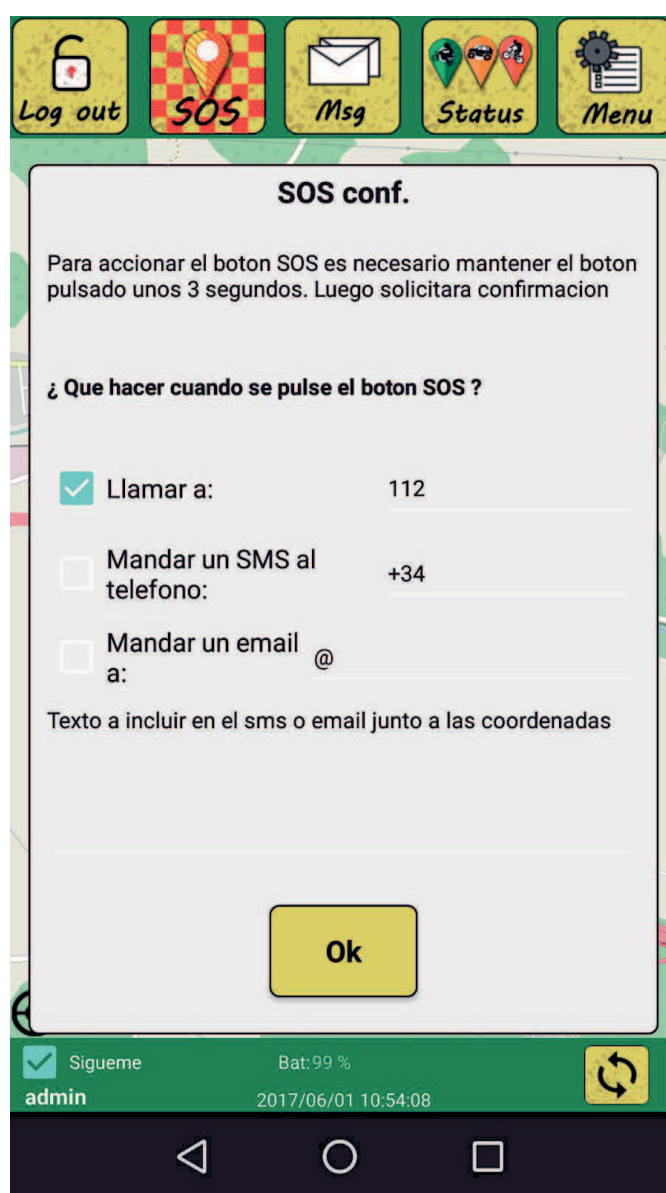 Log out
SOS
Msg
Status
Menu
SOS conf.
Para accionar el boton SOS es necesario mantener el boton
pulsado unos 3 segundos. Luego solicitara confirmacion
¿ Que hacer cuando se pulse el boton SOS ?
Llamar a: 112
Mandar un SMS al
telefono: +34
Mandar un email
a: @
Texto a incluir en el sms o email junto a las coordenadas
Ok
Sigueme Bat:99 %
admin 2017/06/01 10:54:08